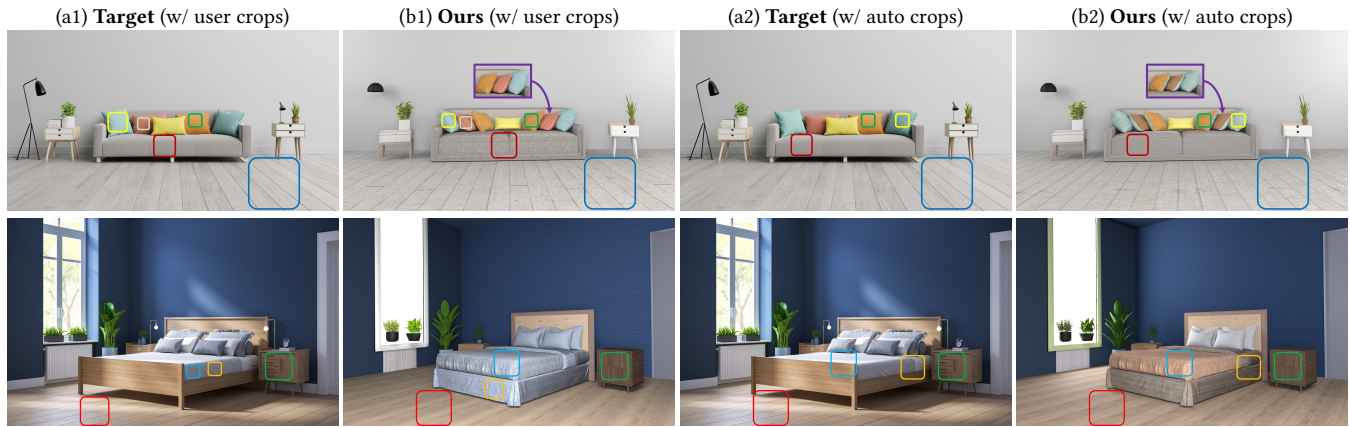 (a1) Target (w/ user crops)
(b1) Ours (w/ user crops)
(a2) Target (w/ auto crops)
(b2) Ours (w/ auto crops)